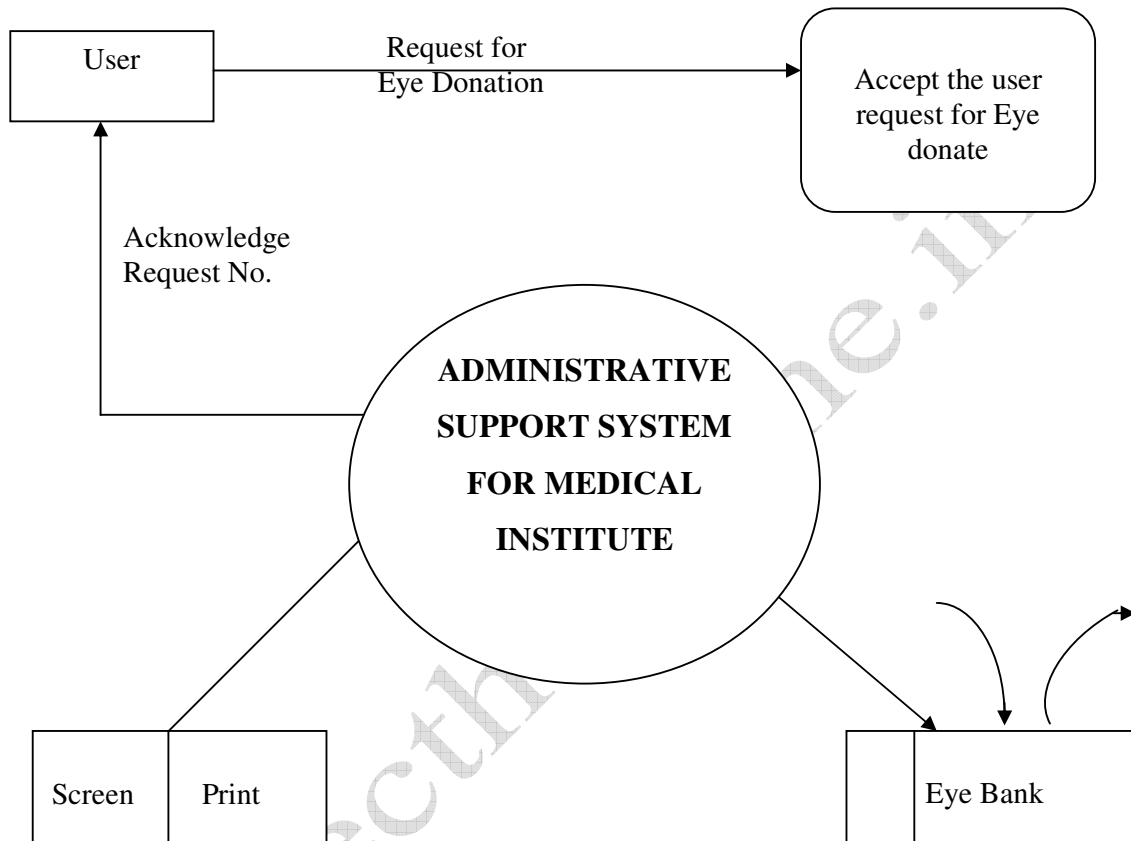 User
Request for
Eye Donation
Accept the user
request for Eye
donate
Acknowledge
Request No.
ADMINISTRATIVE
SUPPORT SYSTEM
FOR MEDICAL
INSTITUTE
Screen
Print
Eye Bank